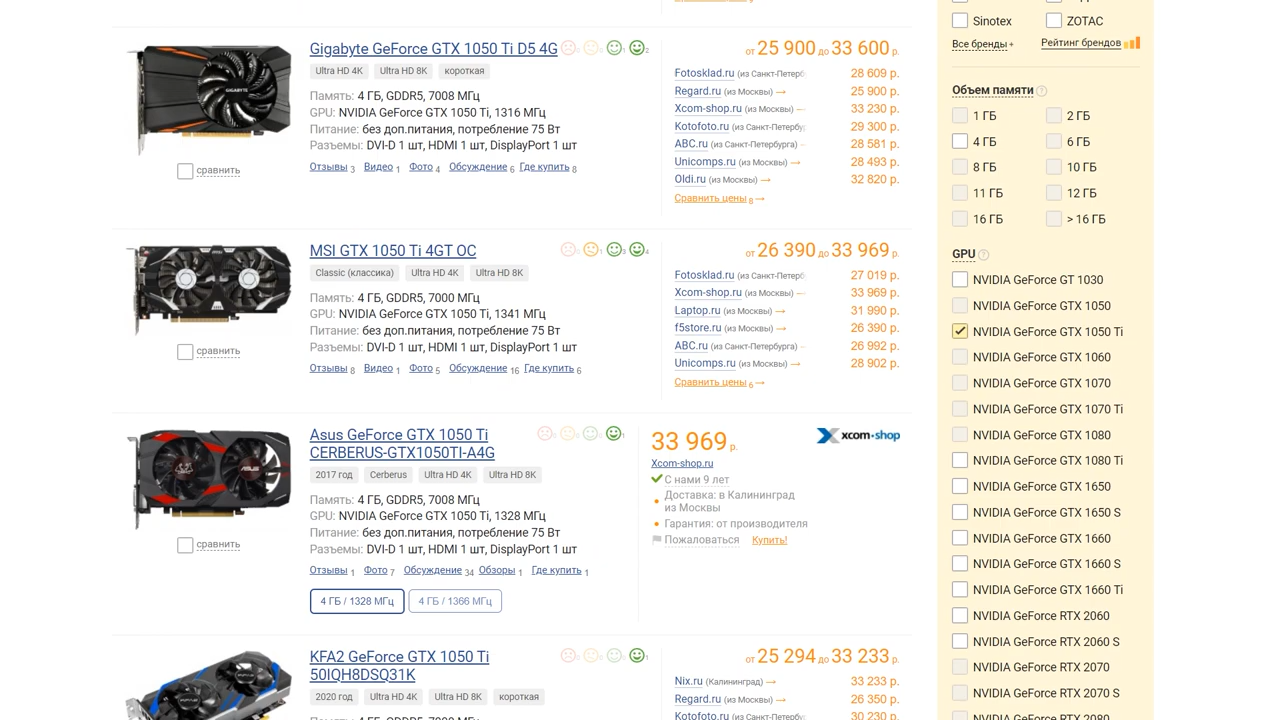 Sinotex ZOTAC
Все бренды + Рейтинг брендов
Gigabyte GeForce GTX 1050 Ti D5 4G
Ultra HD 4K Ultra HD 8K короткая
Память: 4 ГБ, GDDR5, 7008 МГц
GPU: NVIDIA GeForce GTX 1050 Ti, 1316 МГц
Питание: без доп.питания, потребление 75 Вт
Разъемы: DVI-D 1 шт, HDMI 1 шт, DisplayPort 1 шт
Отзывы 3 Видео 1 Фото 4 Обсуждение 6 Где купить 8
сравнить
от 25 900 до 33 600 р.
Fotosklad.ru (из Санкт-Петерб 28 609 р.
Regard.ru (из Москвы) → 25 900 р.
Xcom-shop.ru (из Москвы) 33 230 р.
Kotofoto.ru (из Санкт-Петербу 29 300 р.
ABC.ru (из Санкт-Петербурга) 28 581 р.
Unicomps.ru (из Москвы) → 28 493 р.
Oldi.ru (из Москвы) → 32 820 р.
Сравнить цены 8 →
MSI GTX 1050 Ti 4GT OC
Classic (классика) Ultra HD 4K Ultra HD 8K
Память: 4 ГБ, GDDR5, 7000 МГц
GPU: NVIDIA GeForce GTX 1050 Ti, 1341 МГц
Питание: без доп.питания, потребление 75 Вт
Разъемы: DVI-D 1 шт, HDMI 1 шт, DisplayPort 1 шт
Отзывы 8 Видео 1 Фото 5 Обсуждение 16 Где купить 6
сравнить
от 26 390 до 33 969 р.
Fotosklad.ru (из Санкт-Петерб 27 019 р.
Xcom-shop.ru (из Москвы) 33 969 р.
Laptop.ru (из Москвы) → 31 990 р.
f5store.ru (из Москвы) → 26 390 р.
ABC.ru (из Санкт-Петербурга) 26 992 р.
Unicomps.ru (из Москвы) → 28 902 р.
Сравнить цены 6 →
Asus GeForce GTX 1050 Ti
CERBERUS-GTX1050TI-A4G
2017 год Cerberus Ultra HD 4K Ultra HD 8K
Память: 4 ГБ, GDDR5, 7008 МГц
GPU: NVIDIA GeForce GTX 1050 Ti, 1328 МГц
Питание: без доп.питания, потребление 75 Вт
Разъемы: DVI-D 1 шт, HDMI 1 шт, DisplayPort 1 шт
Отзывы 1 Фото 7 Обсуждение 34 Обзоры 1 Где купить 1
4 ГБ / 1328 МГц 4 ГБ / 1366 МГц
сравнить
33 969 р.
xcom-shop
Xcom-shop.ru
С нами 9 лет
Доставка: в Калининград
из Москвы
Гарантия: от производителя
Пожаловаться Купить!
KFA2 GeForce GTX 1050 Ti
50IQH8DSQ31K
2020 год Ultra HD 4K Ultra HD 8K короткая
от 25 294 до 33 233 р.
Nix.ru (Калининград) → 33 233 р.
Regard.ru (из Москвы) → 26 350 р.
Kotofoto.ru (из Санкт-Петербу 30 230 р.
Объем памяти
1 ГБ 2 ГБ
4 ГБ 6 ГБ
8 ГБ 10 ГБ
11 ГБ 12 ГБ
16 ГБ > 16 ГБ
GPU
NVIDIA GeForce GT 1030
NVIDIA GeForce GTX 1050
NVIDIA GeForce GTX 1050 Ti
NVIDIA GeForce GTX 1060
NVIDIA GeForce GTX 1070
NVIDIA GeForce GTX 1070 Ti
NVIDIA GeForce GTX 1080
NVIDIA GeForce GTX 1080 Ti
NVIDIA GeForce GTX 1650
NVIDIA GeForce GTX 1650 S
NVIDIA GeForce GTX 1660
NVIDIA GeForce GTX 1660 S
NVIDIA GeForce GTX 1660 Ti
NVIDIA GeForce RTX 2060
NVIDIA GeForce RTX 2060 S
NVIDIA GeForce RTX 2070
NVIDIA GeForce RTX 2070 S
NVIDIA GeForce RTX 2080